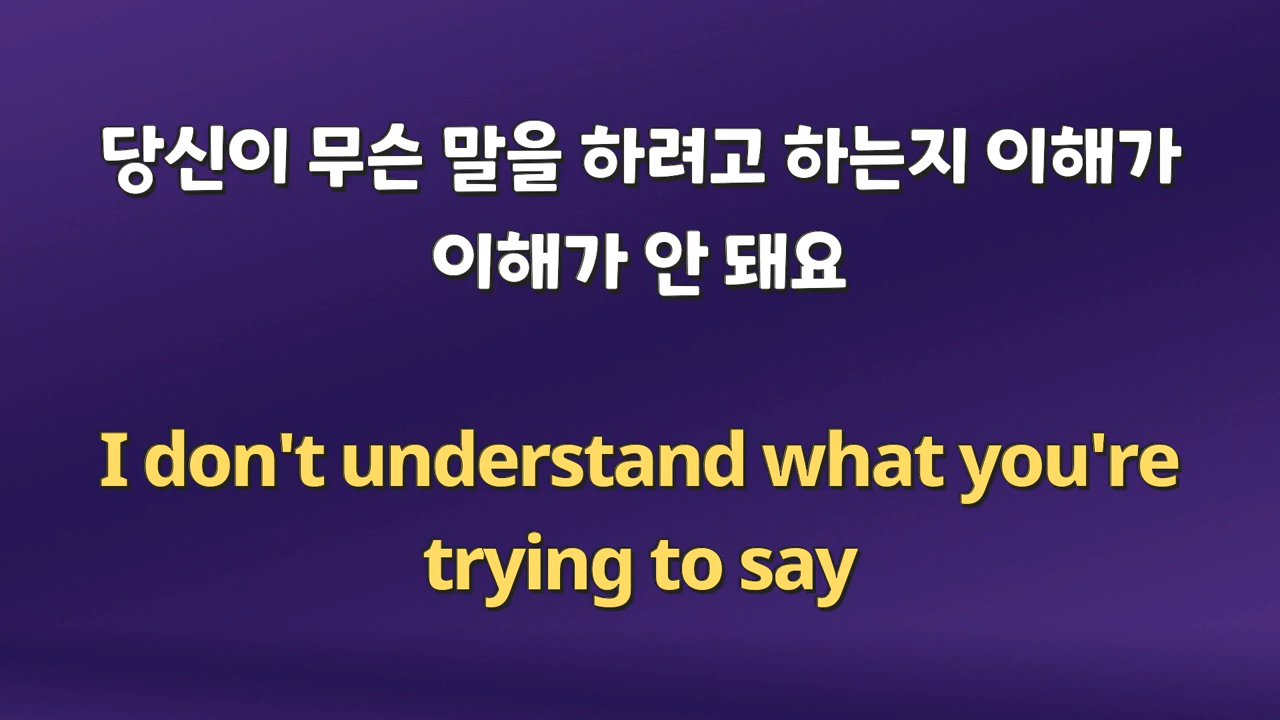 당신이 무슨 말을 하려고 하는지 이해가
이해가 안 돼요
I don't understand what you're
trying to say